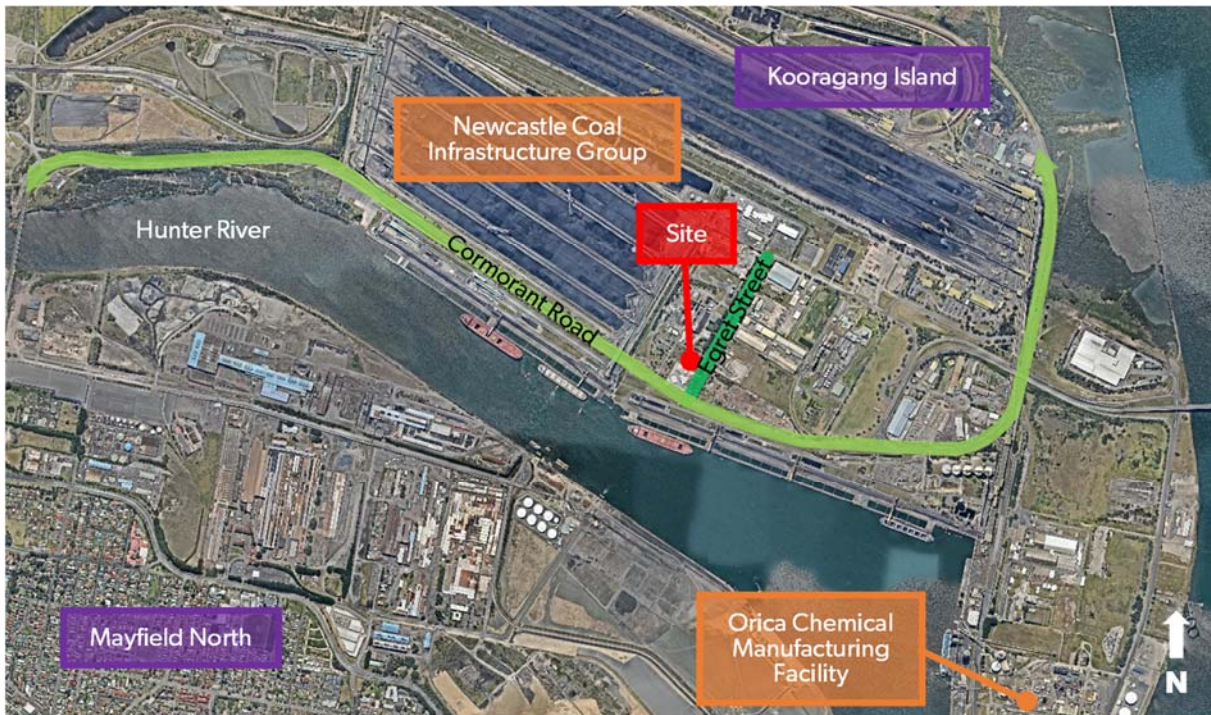 Kooragang Island
Newcastle Coal
Infrastructure Group
Site
Hunter River
Cormorant Road
Egret Street
Mayfield North
Orica Chemical
Manufacturing
Facility
N